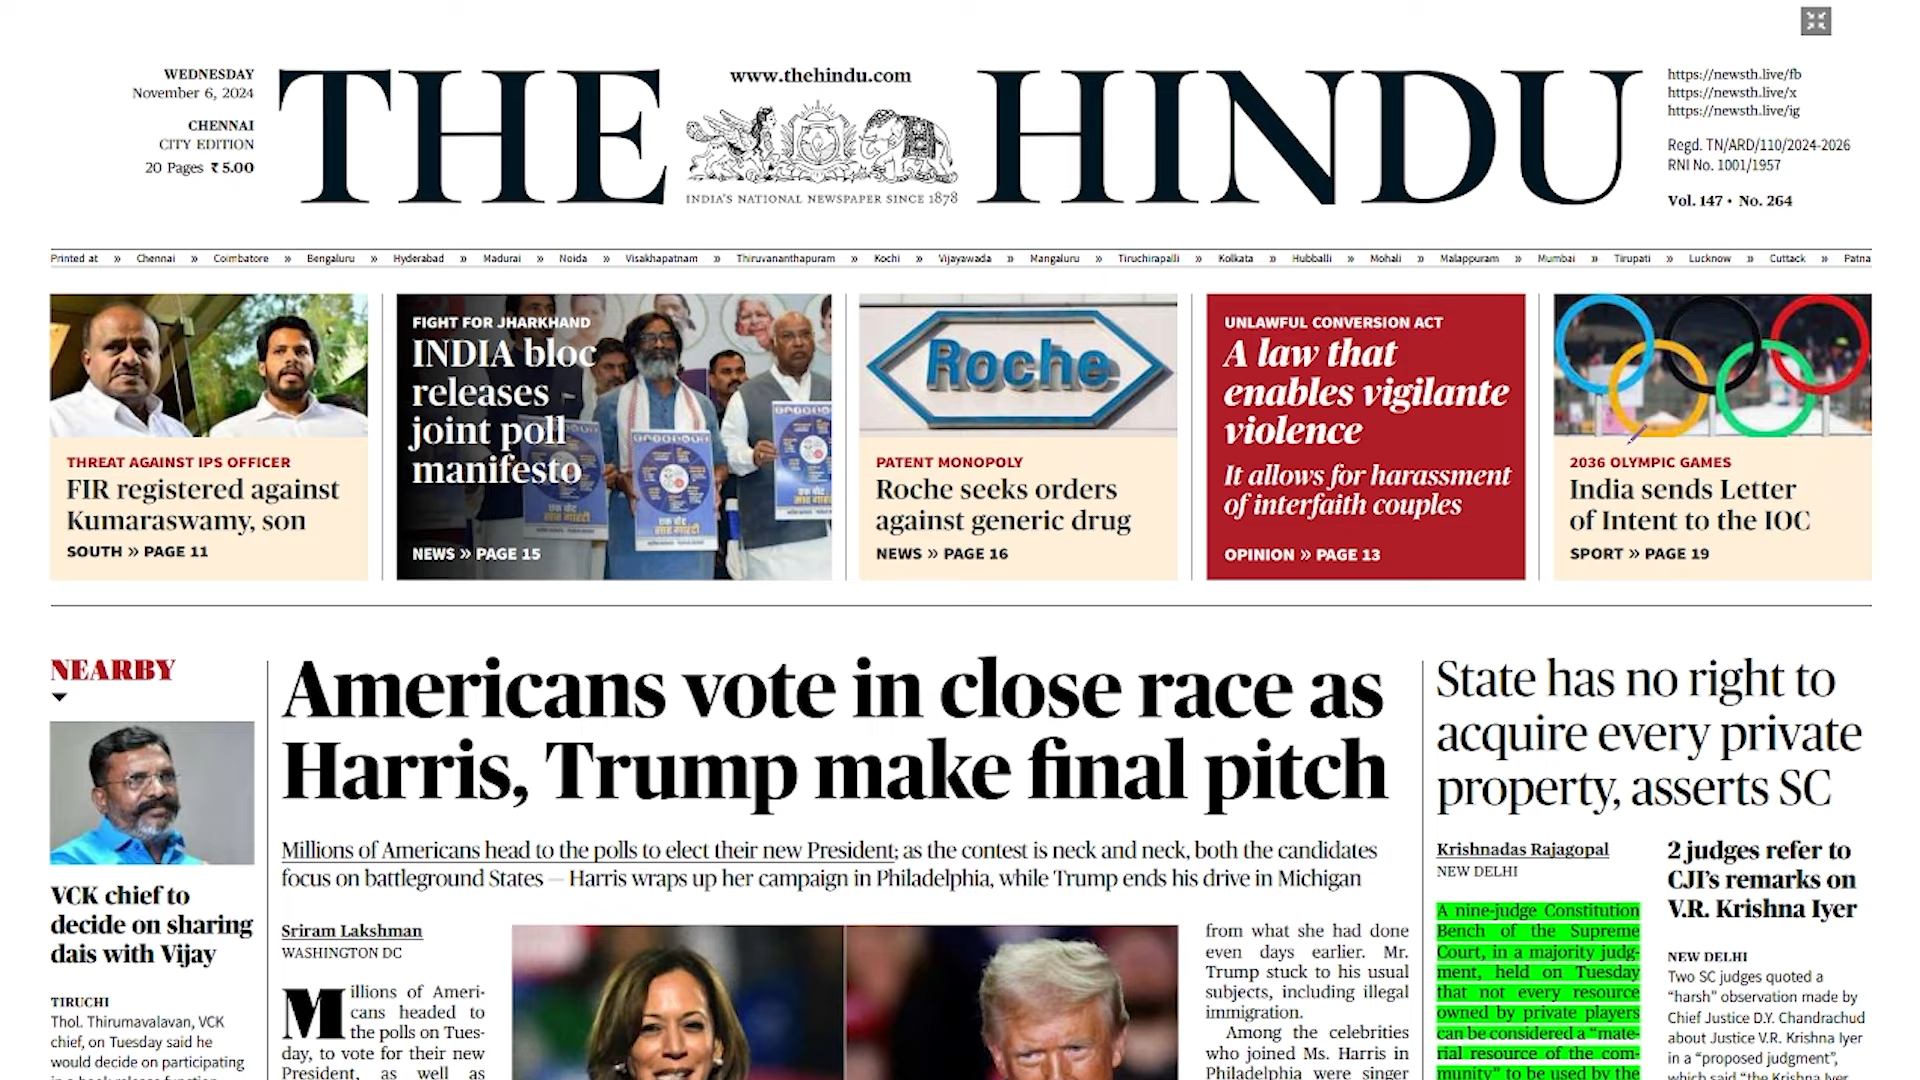 WEDNESDAY
November 6, 2024
CHENNAI
CITY EDITION
20 Pages ₹ 5.00
THE HINDU
www.thehindu.com
INDIA'S NATIONAL NEWSPAPER SINCE 1878
https://newsth.live/fb
https://newsth.live/x
https://newsth.live/ig
Regd. TN/ARD/110/2024-2026
RNI No. 1001/1957
Vol. 147 • No. 264
Printed at » Chennai » Coimbatore » Bengaluru » Hyderabad » Madurai » Noida » Visakhapatnam » Thiruvananthapuram » Kochi » Vijayawada » Mangaluru » Tiruchirapalli » Kolkata » Hubballi » Mohali » Malappuram » Mumbai » Tirupati » Lucknow » Cuttack » Patna
THREAT AGAINST IPS OFFICER
FIR registered against
Kumaraswamy, son
SOUTH » PAGE 11
FIGHT FOR JHARKHAND
INDIA bloc
releases
joint poll
manifesto
NEWS » PAGE 15
Roche
PATENT MONOPOLY
Roche seeks orders
against generic drug
NEWS » PAGE 16
UNLAWFUL CONVERSION ACT
A law that
enables vigilante
violence
It allows for harassment
of interfaith couples
OPINION » PAGE 13
2036 OLYMPIC GAMES
India sends Letter
of Intent to the IOC
SPORT » PAGE 19
NEARBY
VCK chief to
decide on sharing
dais with Vijay
TIRUCHI
Thol. Thirumavalavan, VCK
chief, on Tuesday said he
would decide on participating
Americans vote in close race as
Harris, Trump make final pitch
Millions of Americans head to the polls to elect their new President; as the contest is neck and neck, both the candidates
focus on battleground States — Harris wraps up her campaign in Philadelphia, while Trump ends his drive in Michigan
Sriram Lakshman
WASHINGTON DC
Millions of Ameri-
cans headed to
the polls on Tues-
day, to vote for their new
President, as well as
from what she had done
even days earlier. Mr.
Trump stuck to his usual
subjects, including illegal
immigration.
Among the celebrities
who joined Ms. Harris in
Philadelphia were singer
State has no right to
acquire every private
property, asserts SC
Krishnadas Rajagopal
NEW DELHI
A nine-judge Constitution
Bench of the Supreme
Court, in a majority judg-
ment, held on Tuesday
that not every resource
owned by private players
can be considered a “mate-
rial resource of the com-
munity” to be used by the
2 judges refer to
CJI's remarks on
V.R. Krishna Iyer
NEW DELHI
Two SC judges quoted a
“harsh” observation made by
Chief Justice D.Y. Chandrachud
about Justice V.R. Krishna Iyer
in a “proposed judgment”,
which said “the Krishna Iyer